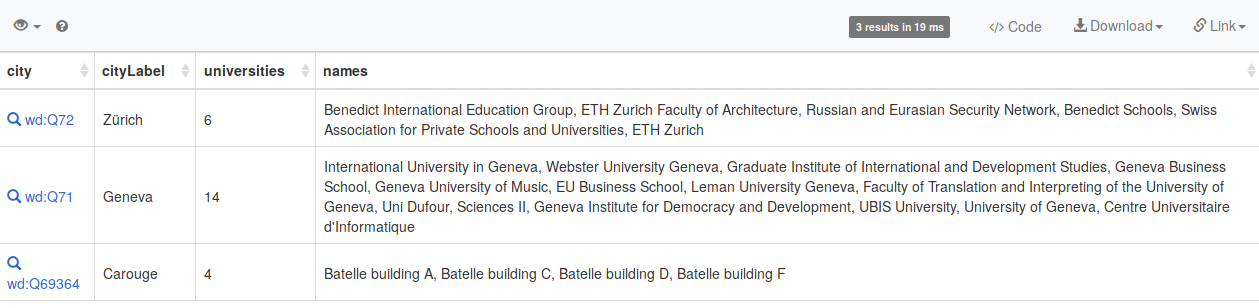 3 results in 19 ms </> Code Download Link
city cityLabel universities names
wd:Q72 Zürich 6 Benedict International Education Group, ETH Zurich Faculty of Architecture, Russian and Eurasian Security Network, Benedict Schools, Swiss
Association for Private Schools and Universities, ETH Zurich
wd:Q71 Geneva 14 International University in Geneva, Webster University Geneva, Graduate Institute of International and Development Studies, Geneva Business
School, Geneva University of Music, EU Business School, Leman University Geneva, Faculty of Translation and Interpreting of the University of
Geneva, Uni Dufour, Sciences II, Geneva Institute for Democracy and Development, UBIS University, University of Geneva, Centre Universitaire
d'Informatique
wd:Q69364 Carouge 4 Batelle building A, Batelle building C, Batelle building D, Batelle building F